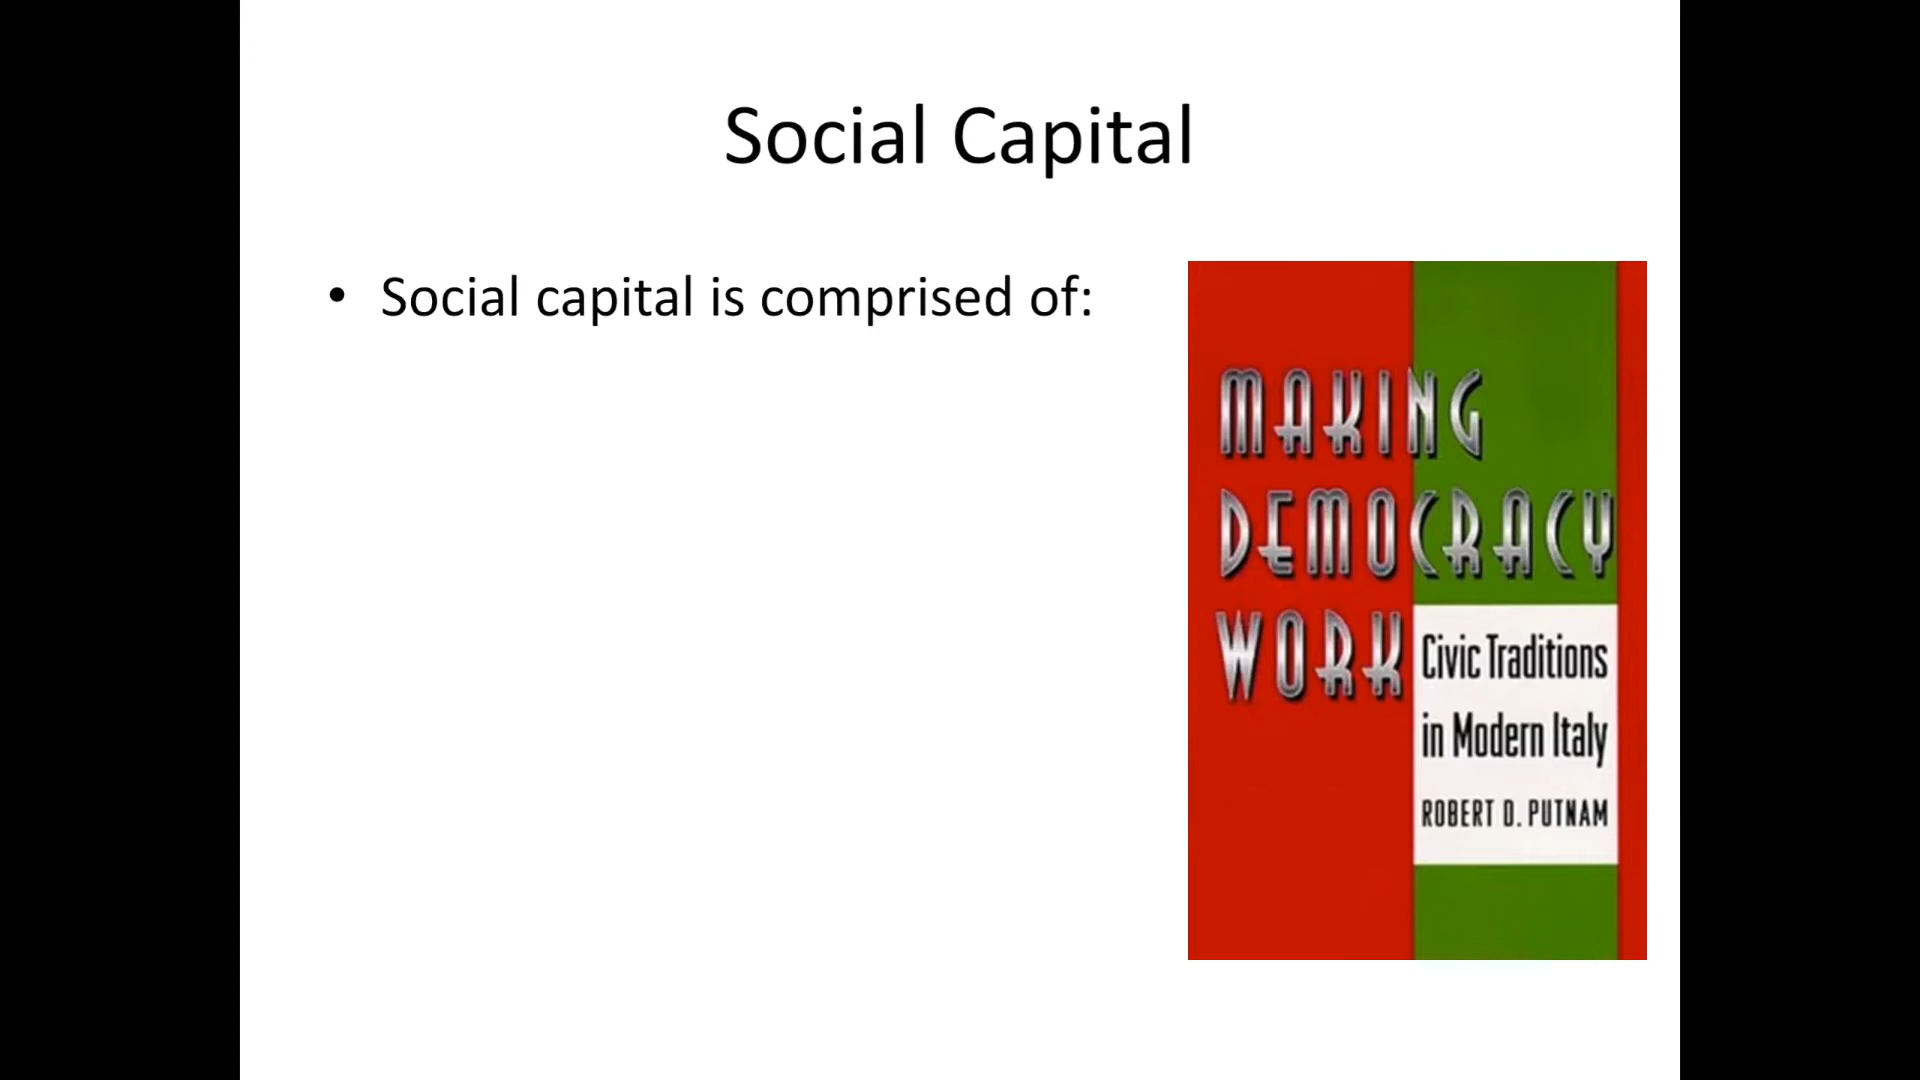 Social Capital
• Social capital is comprised of:
MAKING
DEMOCRACY
WORK
Civic Traditions
in Modern Italy
ROBERT D. PUTNAM